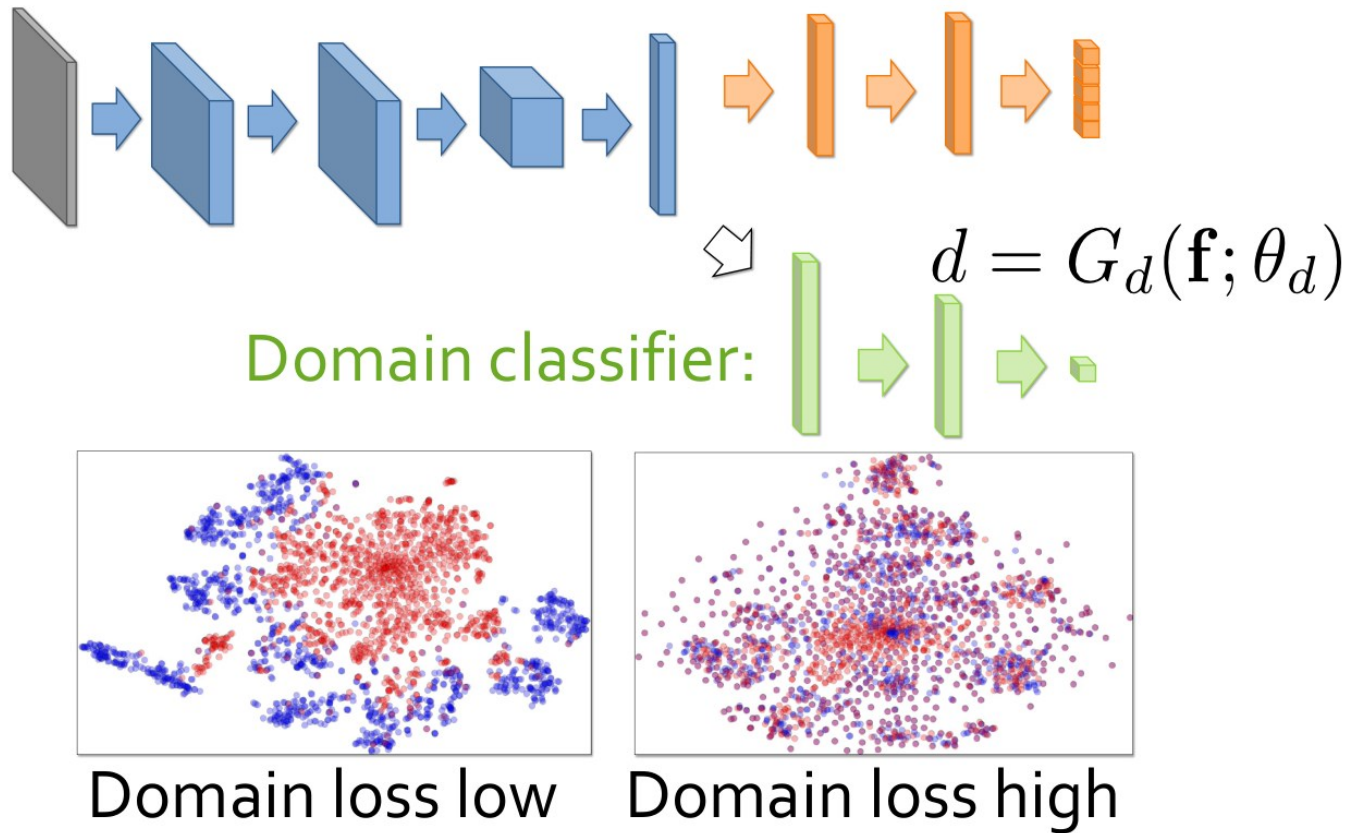 d = G_d(f; θ_d)
Domain classifier:
Domain loss low
Domain loss high